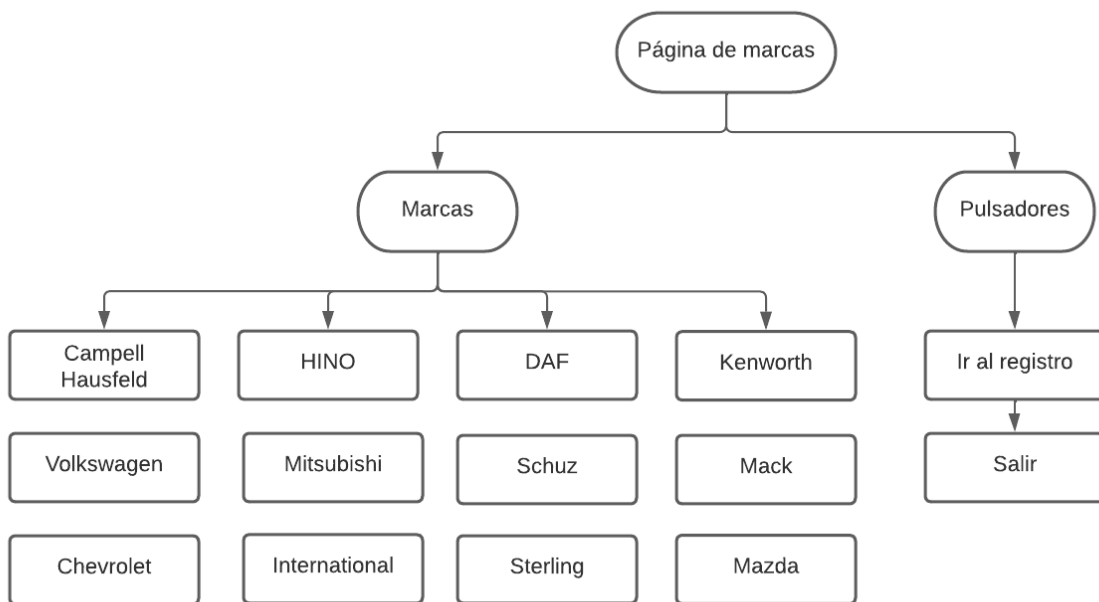 Página de marcas
Marcas
Pulsadores
Campell
Hausfeld
HINO
DAF
Kenworth
Ir al registro
Volkswagen
Mitsubishi
Schuz
Mack
Salir
Chevrolet
International
Sterling
Mazda